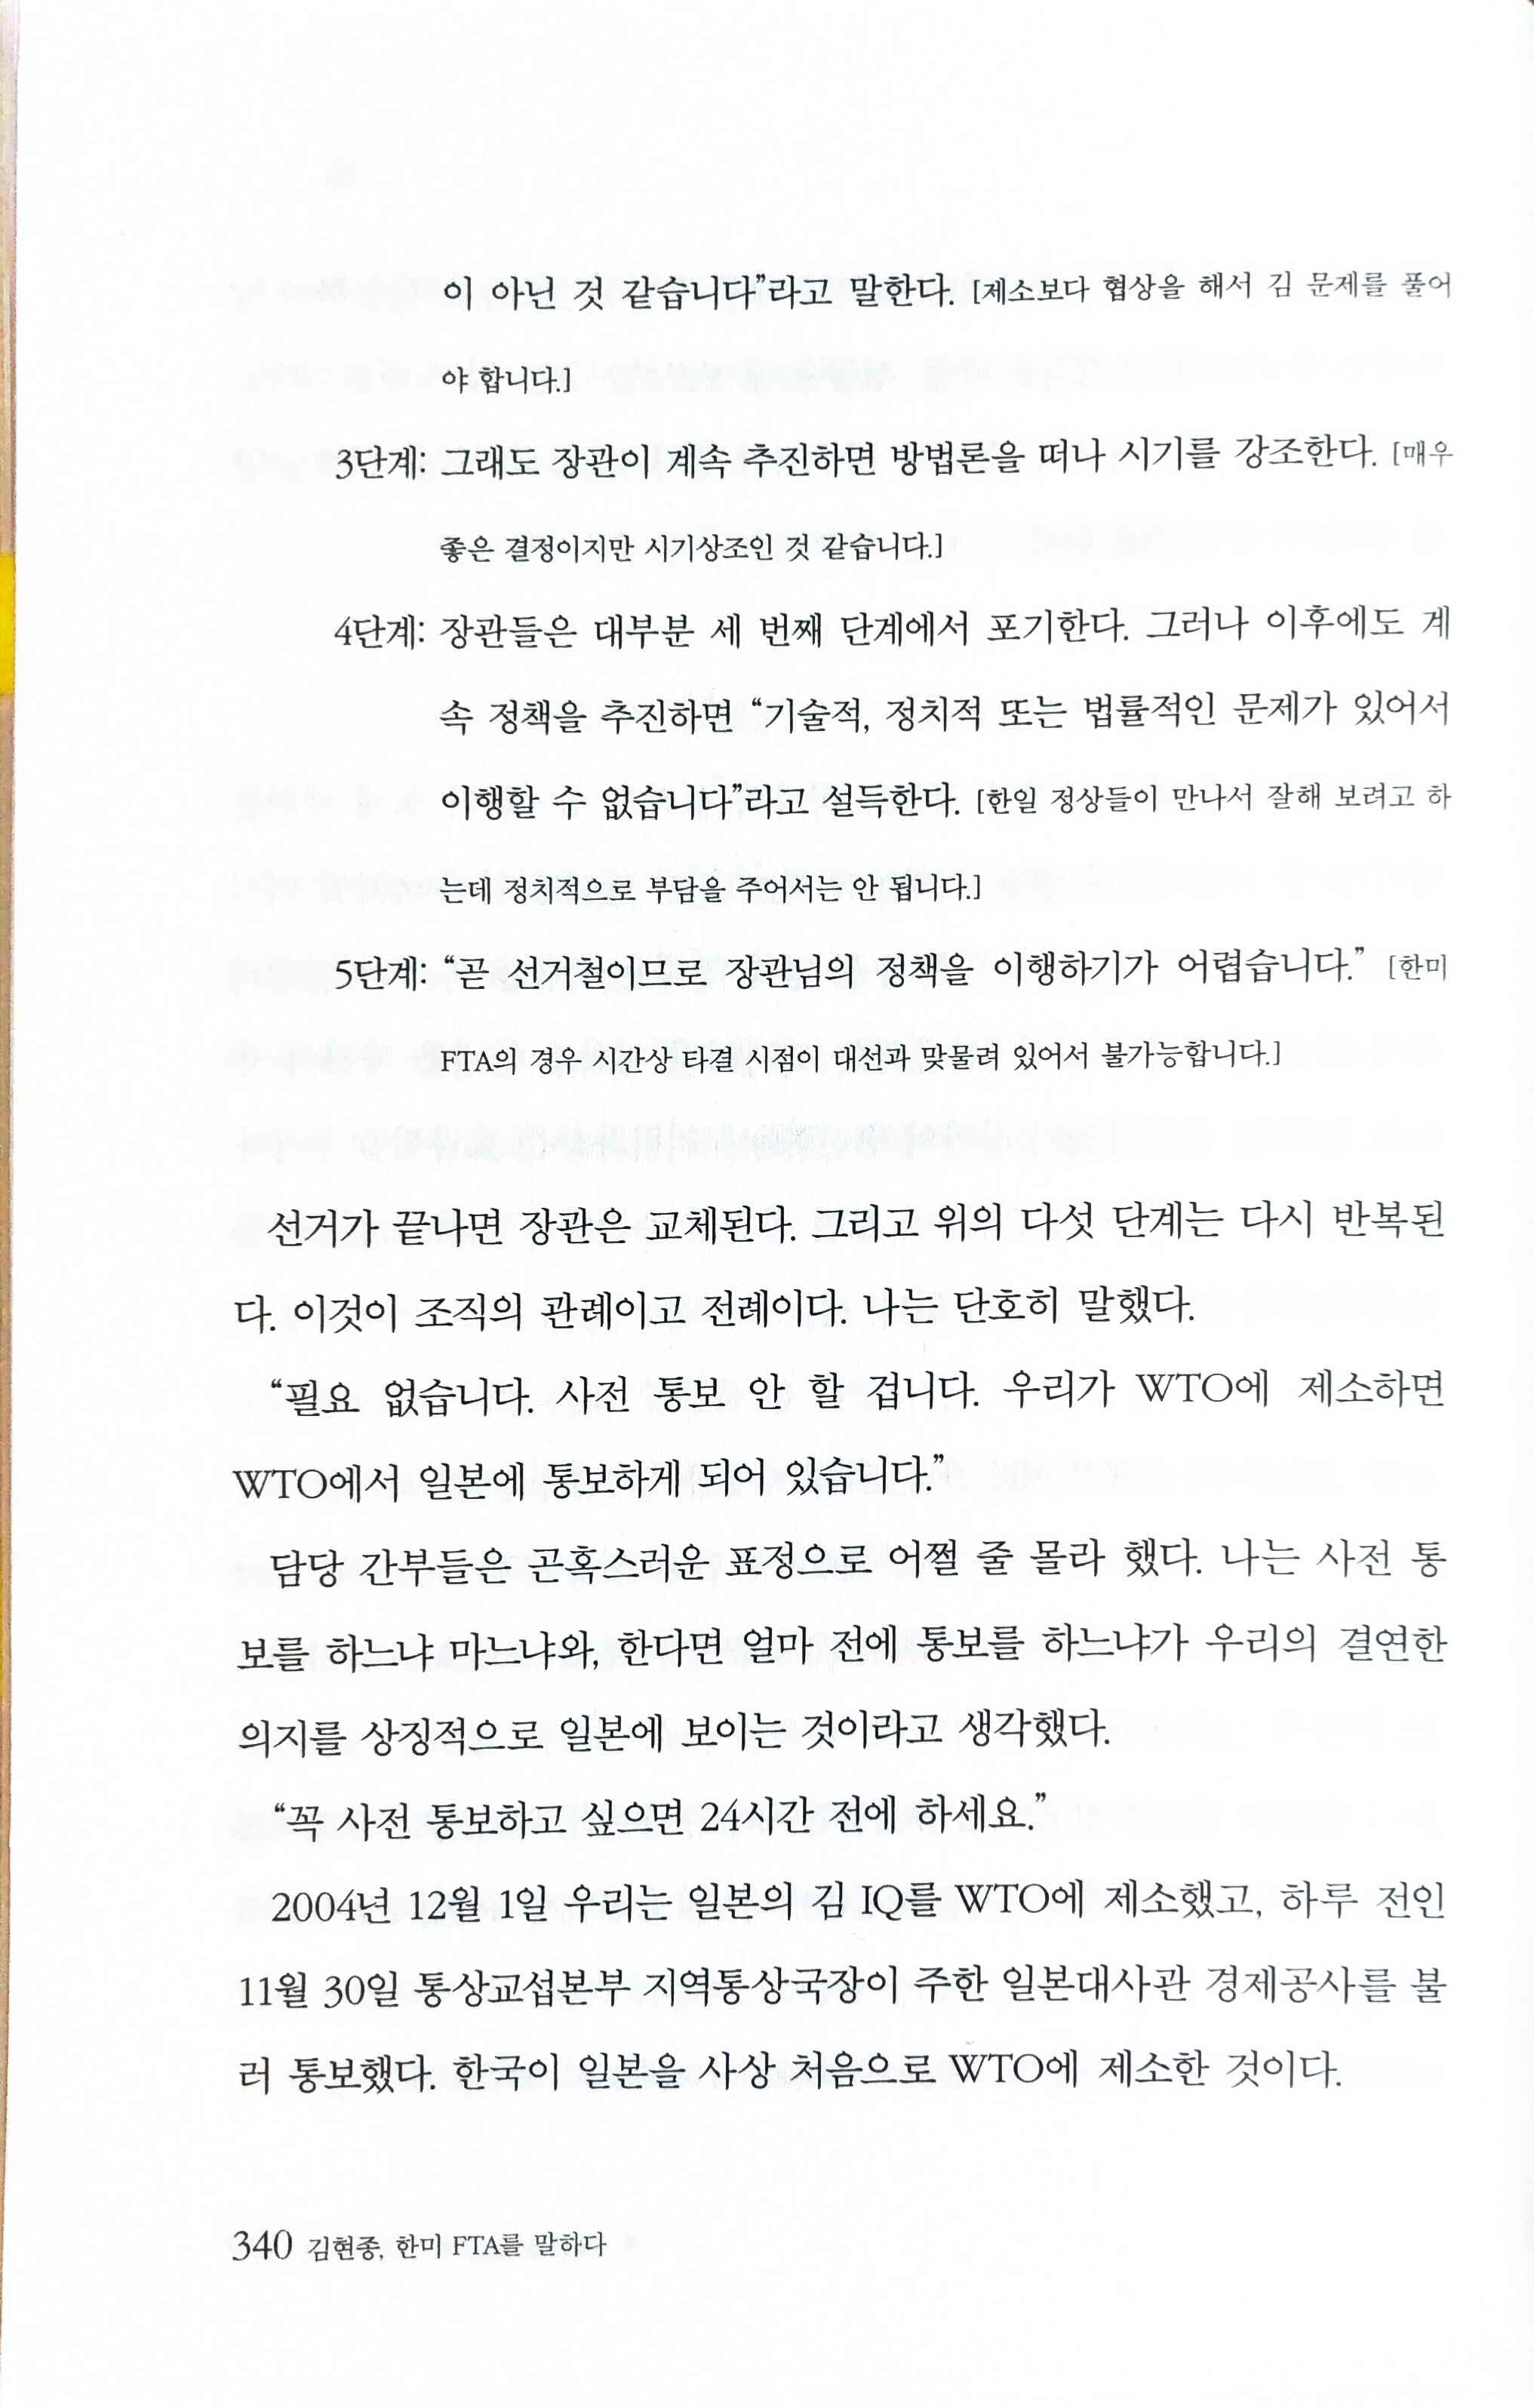 이 아닌 것 같습니다”라고 말한다. [제소보다 협상을 해서 김 문제를 풀어
야 합니다.]
3단계: 그래도 장관이 계속 추진하면 방법론을 떠나 시기를 강조한다. [매우
좋은 결정이지만 시기상조인 것 같습니다.]
4단계: 장관들은 대부분 세 번째 단계에서 포기한다. 그러나 이후에도 계
속 정책을 추진하면 “기술적, 정치적 또는 법률적인 문제가 있어서
이행할 수 없습니다”라고 설득한다. [한일 정상들이 만나서 잘해 보려고 하
는데 정치적으로 부담을 주어서는 안 됩니다.]
5단계: “곧 선거철이므로 장관님의 정책을 이행하기가 어렵습니다.” [한미
FTA의 경우 시간상 타결 시점이 대선과 맞물려 있어서 불가능합니다.]
선거가 끝나면 장관은 교체된다. 그리고 위의 다섯 단계는 다시 반복된
다. 이것이 조직의 관례이고 전례이다. 나는 단호히 말했다.
“필요 없습니다. 사전 통보 안 할 겁니다. 우리가 WTO에 제소하면
WTO에서 일본에 통보하게 되어 있습니다.”
담당 간부들은 곤혹스러운 표정으로 어쩔 줄 몰라 했다. 나는 사전 통
보를 하느냐 마느냐와, 한다면 얼마 전에 통보를 하느냐가 우리의 결연한
의지를 상징적으로 일본에 보이는 것이라고 생각했다.
“꼭 사전 통보하고 싶으면 24시간 전에 하세요.”
2004년 12월 1일 우리는 일본의 김 IQ를 WTO에 제소했고, 하루 전인
11월 30일 통상교섭본부 지역통상국장이 주한 일본대사관 경제공사를 불
러 통보했다. 한국이 일본을 사상 처음으로 WTO에 제소한 것이다.
340 김현종, 한미 FTA를 말하다